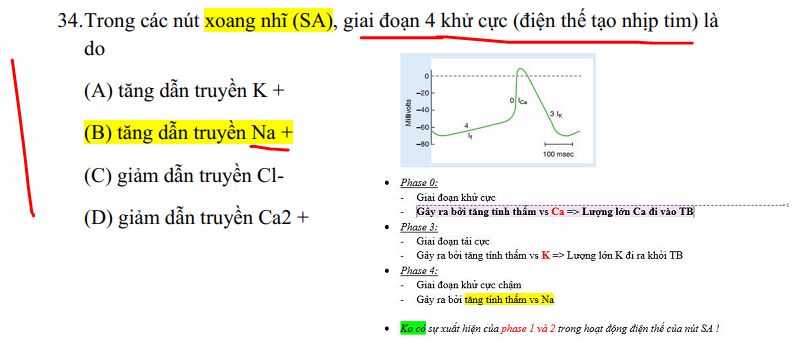 34.Trong các nút xoang nhĩ (SA), giai đoạn 4 khử cực (điện thế tạo nhịp tim) là
do
(A) tăng dẫn truyền K +
(B) tăng dẫn truyền Na +
(C) giảm dẫn truyền Cl-
(D) giảm dẫn truyền Ca2 +
Millivolts
0
-20
-40
-60
-80
4
If
0 ICa
3 IK
100 msec
• Phase 0:
- Giai đoạn khử cực
- Gây ra bởi tăng tính thấm vs Ca => Lượng lớn Ca đi vào TB
• Phase 3:
- Giai đoạn tái cực
- Gây ra bởi tăng tính thấm vs K => Lượng lớn K đi ra khỏi TB
• Phase 4:
- Giai đoạn khử cực chậm
- Gây ra bởi tăng tính thấm vs Na
• Ko có sự xuất hiện của phase 1 và 2 trong hoạt động điện thế của nút SA !